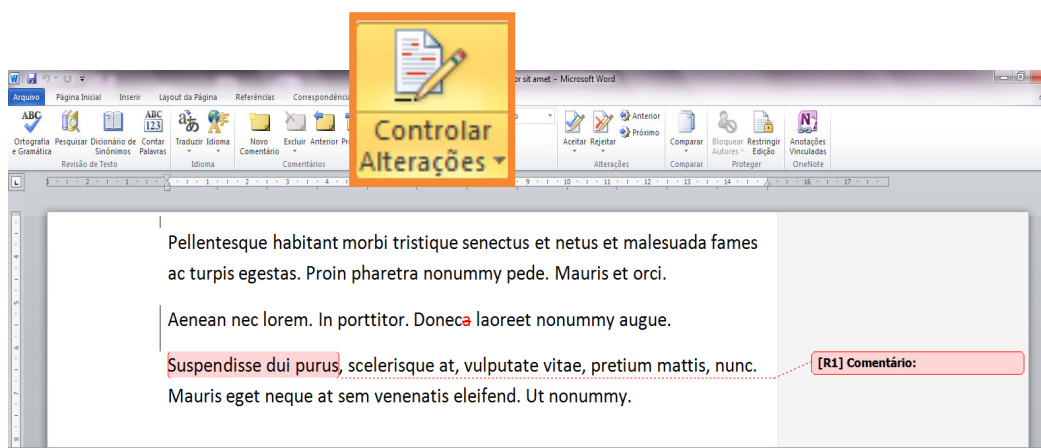 or sit amet - Microsoft Word
Arquivo Página Inicial Inserir Layout da Página Referências Correspondência
Controlar
Alterações
ABC
Ortografia e Gramática
Pesquisar
Dicionário de Sinônimos
ABC
123
Contar Palavras
Traduzir
Idioma
Novo Comentário
Excluir
Anterior
Aceitar
Rejeitar
Anterior
Próximo
Comparar
Bloquear Autores
Restringir Edição
Anotações Vinculadas
Revisão de Texto Idioma Comentários Alterações Comparar Proteger OneNote
Pellentesque habitant morbi tristique senectus et netus et malesuada fames
ac turpis egestas. Proin pharetra nonummy pede. Mauris et orci.
Aenean nec lorem. In porttitor. Doneca laoreet nonummy augue.
Suspendisse dui purus, scelerisque at, vulputate vitae, pretium mattis, nunc.
[R1] Comentário:
Mauris eget neque at sem venenatis eleifend. Ut nonummy.